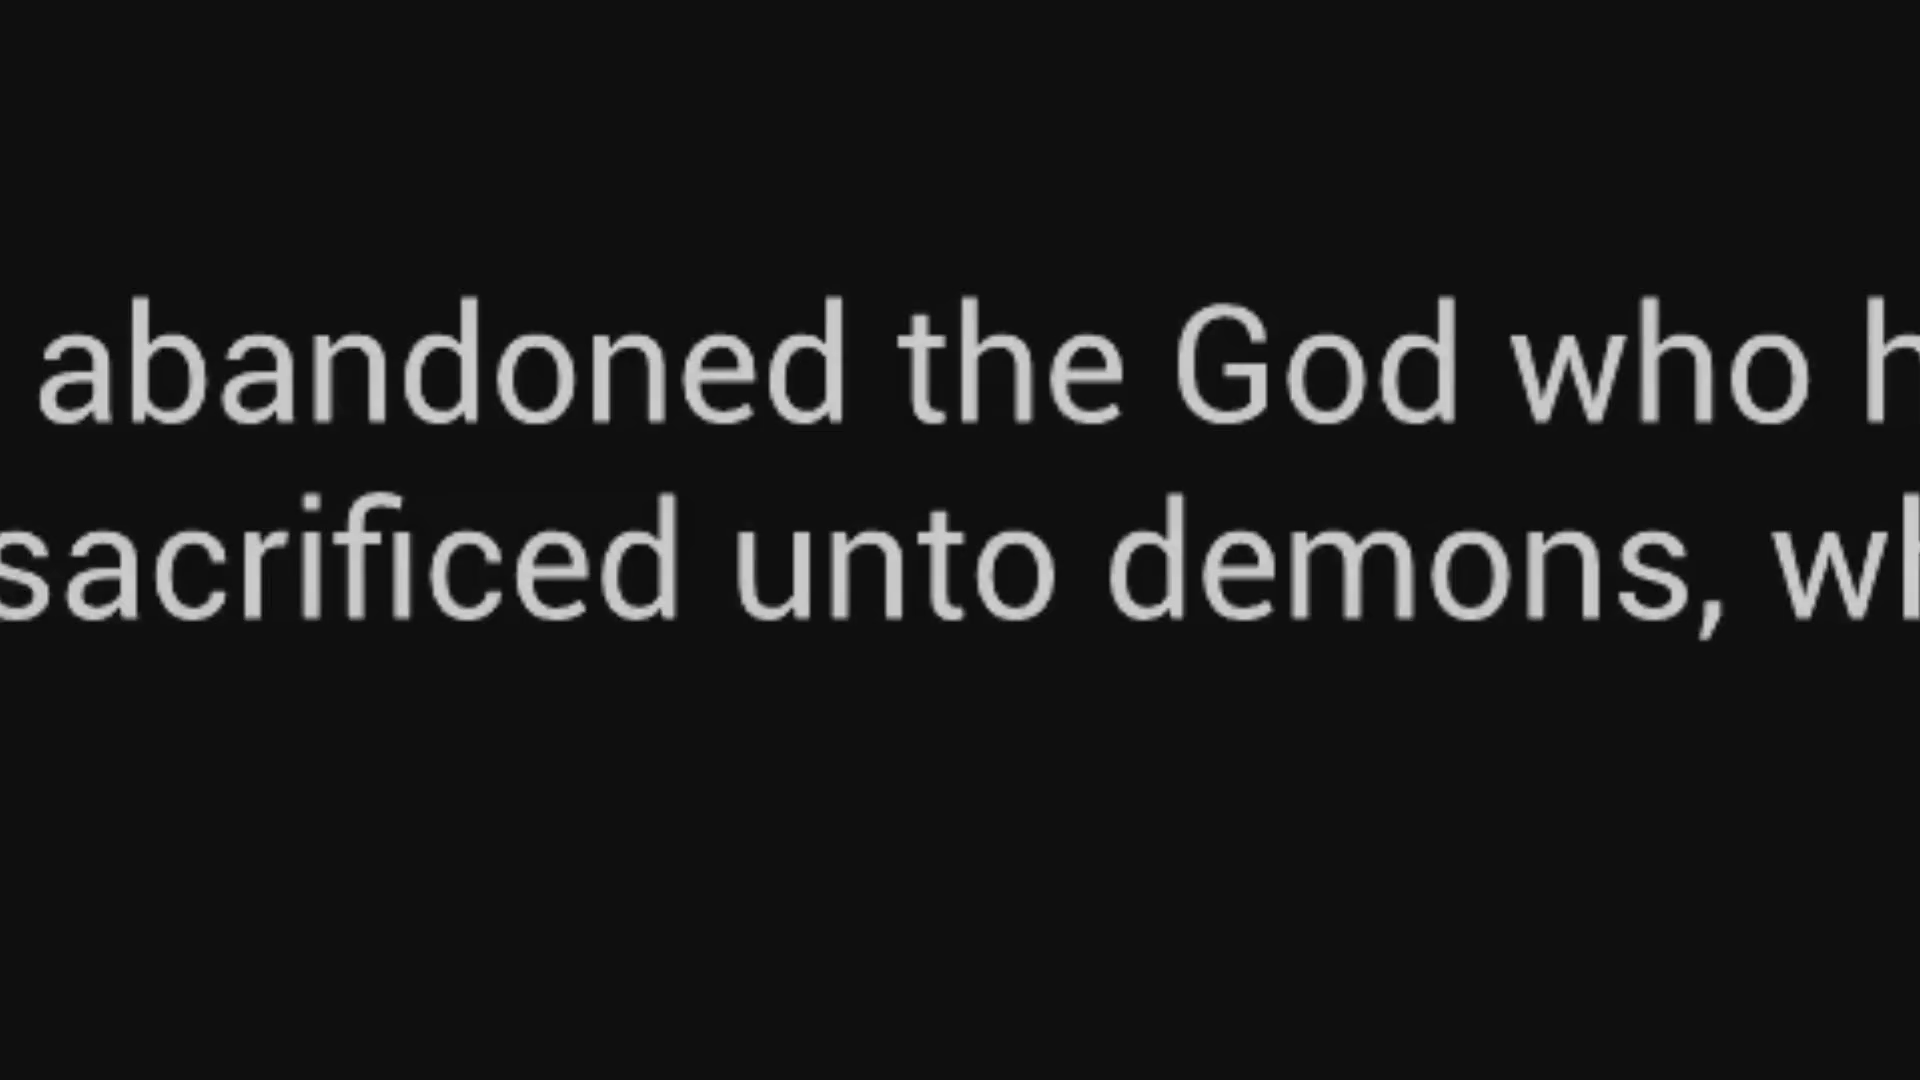 abandoned the God who
sacrificed unto demons,